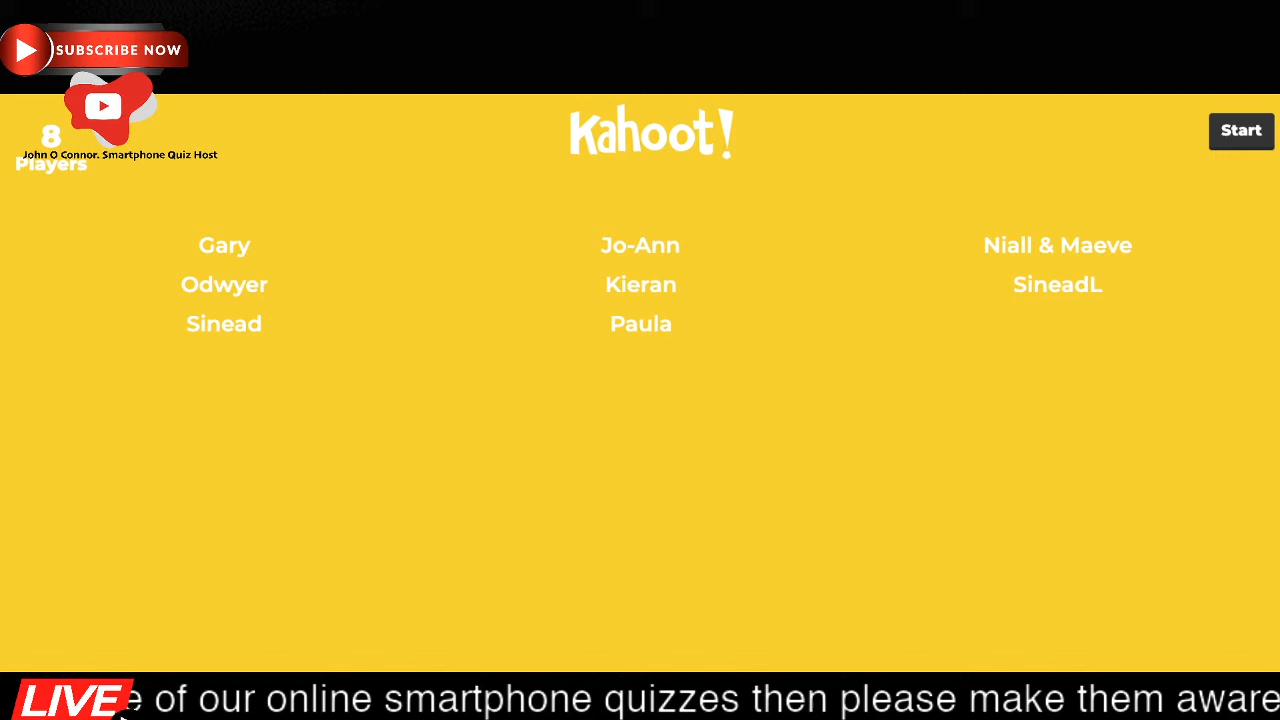 SUBSCRIBE NOW
Kahoot!
Start
8
John O Connor. Smartphone Quiz Host
Players
Gary
Jo-Ann
Niall & Maeve
Odwyer
Kieran
SineadL
Sinead
Paula
LIVE
of our online smartphone quizzes then please make them aware